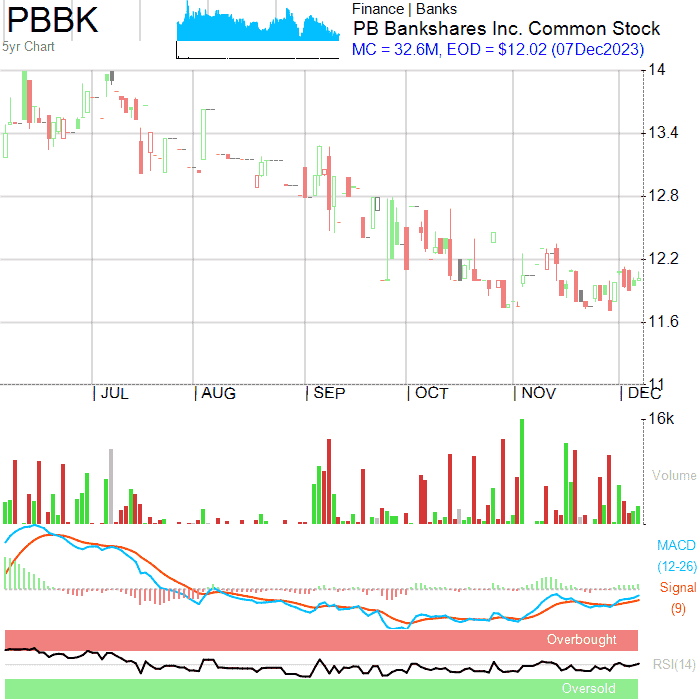 PBBK
5yr Chart
Finance | Banks
PB Bankshares Inc. Common Stock
MC = 32.6M, EOD = $12.02 (07Dec2023)
14
13.4
12.8
12.2
11.6
11
| JUL
| AUG
| SEP
| OCT
| NOV
| DEC
16k
Volume
MACD
(12-26)
Signal
(9)
Overbought
RSI(14)
Oversold